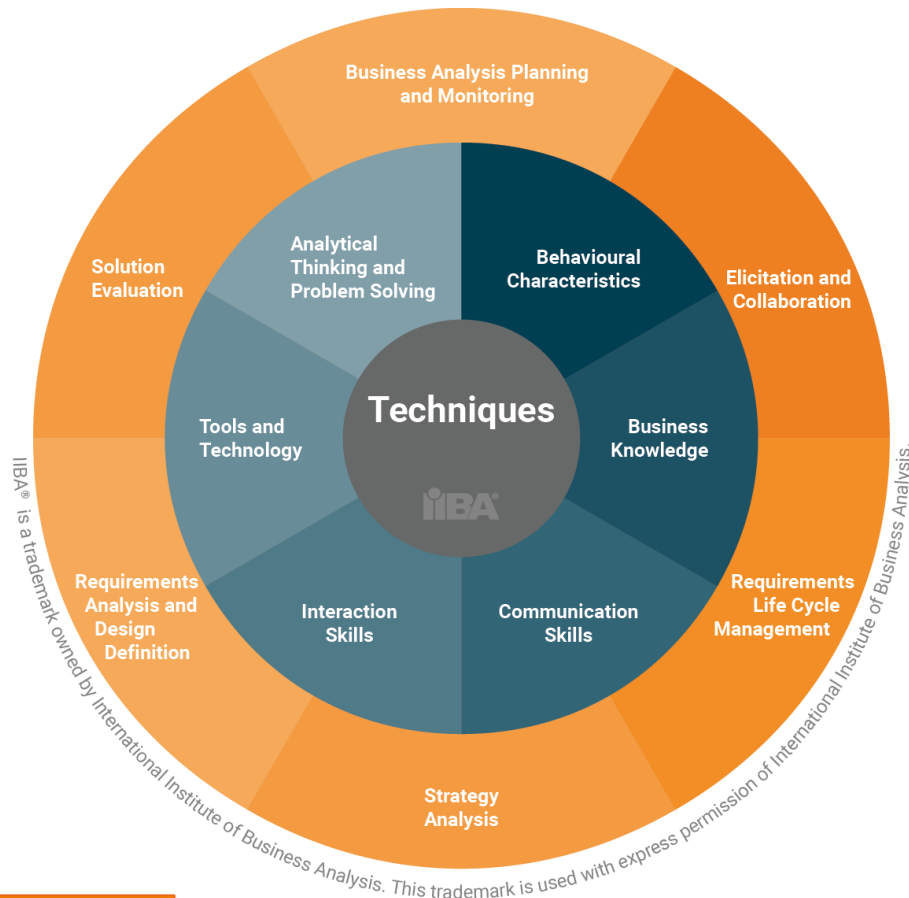 Business Analysis Planning
and Monitoring
Elicitation and
Collaboration
Requirements
Life Cycle
Management
Strategy
Analysis
Requirements
Analysis and
Design
Definition
Solution
Evaluation
Analytical
Thinking and
Problem Solving
Behavioural
Characteristics
Business
Knowledge
Communication
Skills
Interaction
Skills
Tools and
Technology
Techniques
IIBA®
IIBA® is a trademark owned by International Institute of Business Analysis. This trademark is used with express permission of International Institute of Business Analysis.